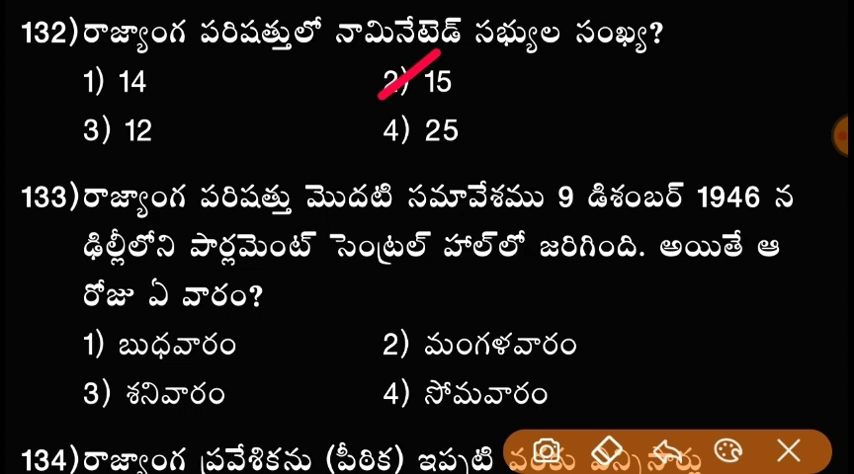 132)రాజ్యాంగ పరిషత్తులో నామినేటెడ్ సభ్యుల సంఖ్య?
1) 14 2) 15
3) 12 4) 25
133)రాజ్యాంగ పరిషత్తు మొదటి సమావేశము 9 డిశంబర్ 1946 న
ఢిల్లీలోని పార్లమెంట్ సెంట్రల్ హాల్‌లో జరిగింది. అయితే ఆ
రోజు ఏ వారం?
1) బుధవారం 2) మంగళవారం
3) శనివారం 4) సోమవారం
134)రాజ్యాంగ ప్రవేశికను (పీఠిక) ఇప్పటి వరకు